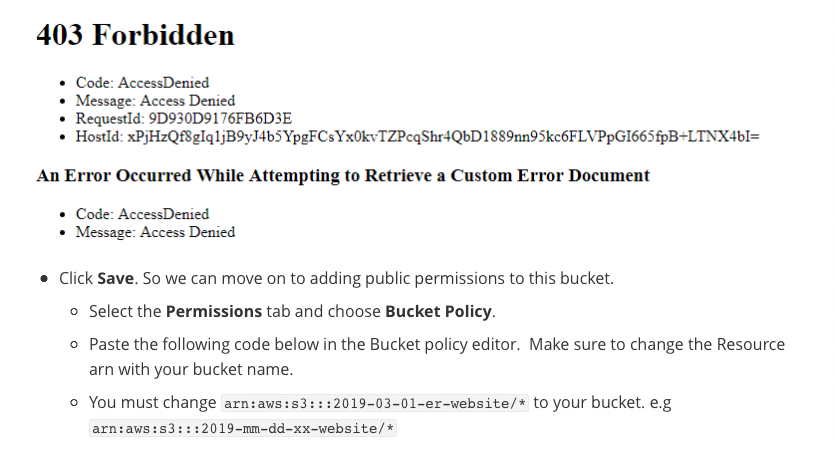 403 Forbidden
Code: AccessDenied
Message: Access Denied
RequestId: 9D930D9176FB6D3E
HostId: xPjHzQf8gIq1jB9yJ4b5YpgFCsYx0kvTZPcqShr4QbD1889nn95kc6FLVPpGI665fpB+LTNX4bI=
An Error Occurred While Attempting to Retrieve a Custom Error Document
Code: AccessDenied
Message: Access Denied
Click Save. So we can move on to adding public permissions to this bucket.
Select the Permissions tab and choose Bucket Policy.
Paste the following code below in the Bucket policy editor.  Make sure to change the Resource
arn with your bucket name.
You must change arn:aws:s3:::2019-03-01-er-website/* to your bucket. e.g
arn:aws:s3:::2019-mm-dd-xx-website/*